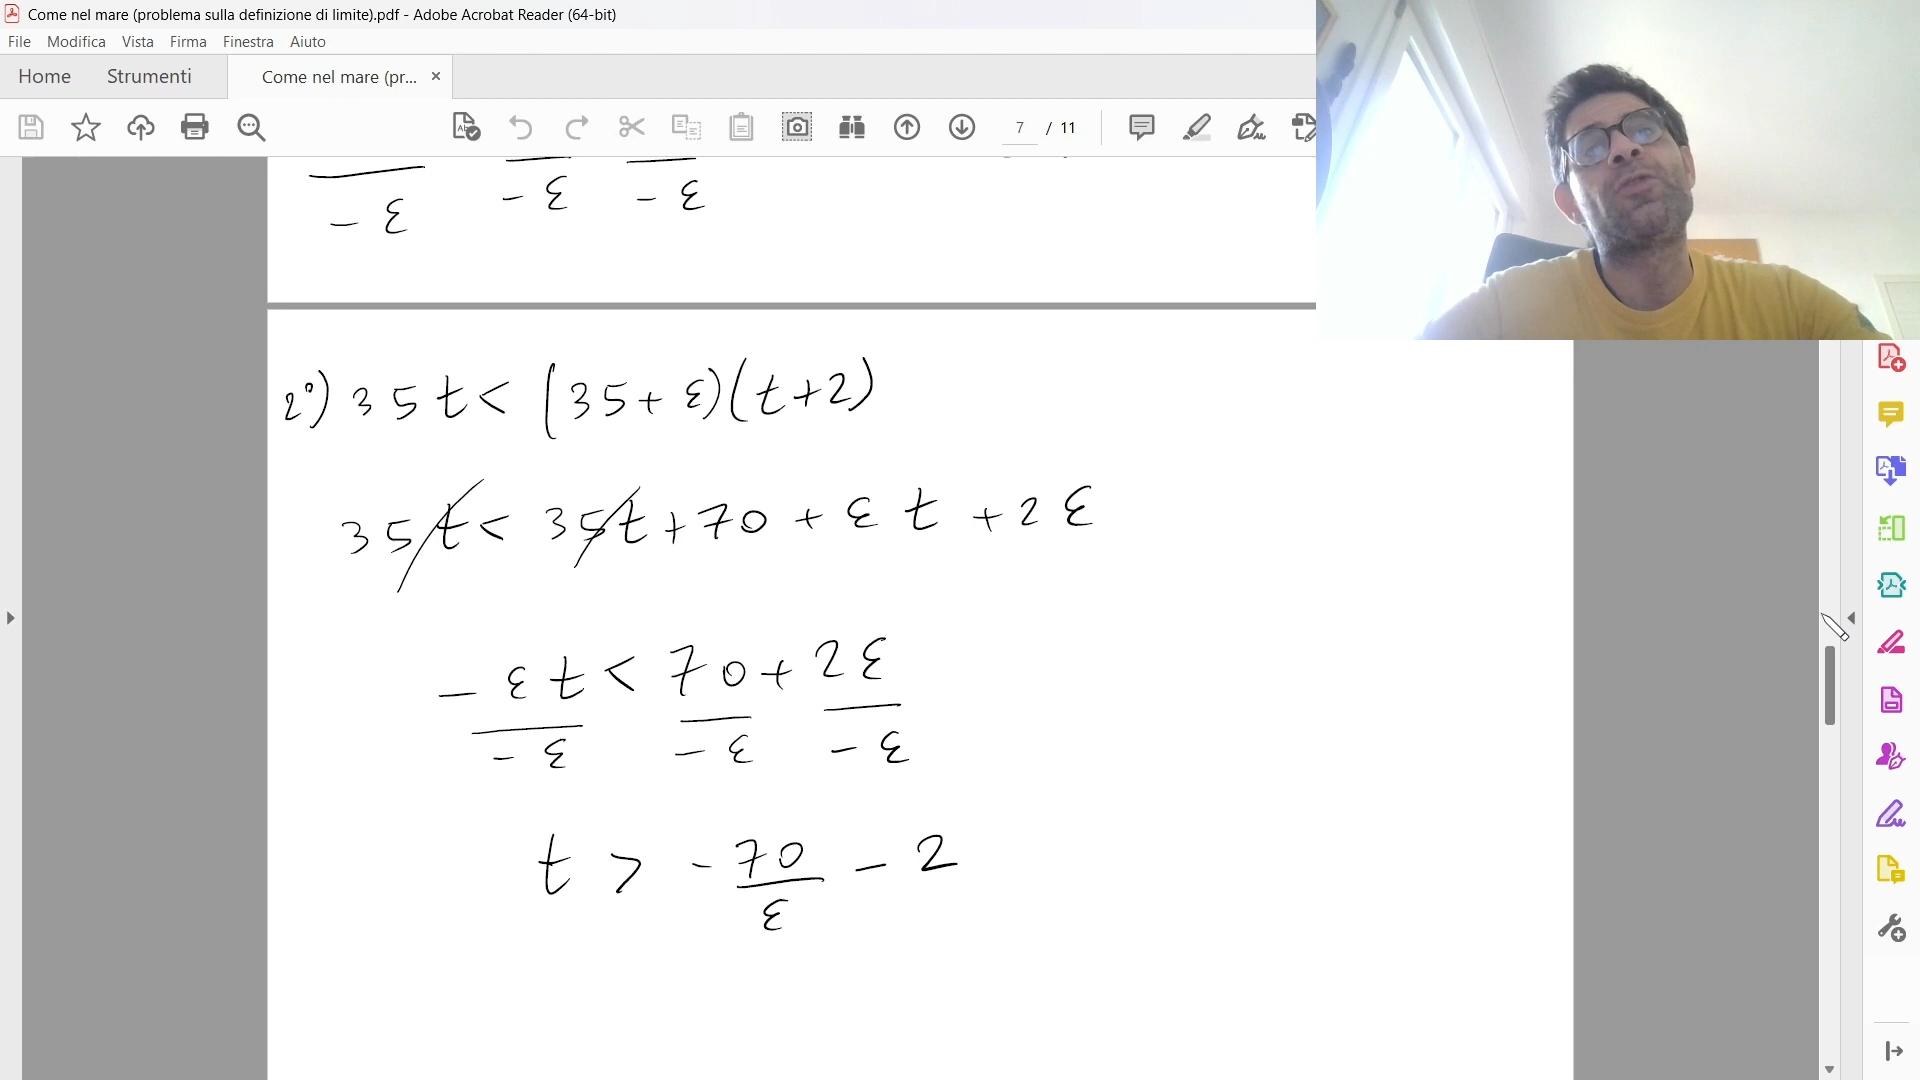 Come nel mare (problema sulla definizione di limite).pdf - Adobe Acrobat Reader (64-bit)
File Modifica Vista Firma Finestra Aiuto
Home Strumenti Come nel mare (pr... ×
7 / 11
- ε - ε - ε
2°) 35t < (35+ε)(t+2)
35t < 35t + 70 + εt + 2ε
- εt < 70 + 2ε
- ε - ε - ε
t > - 70/ε - 2